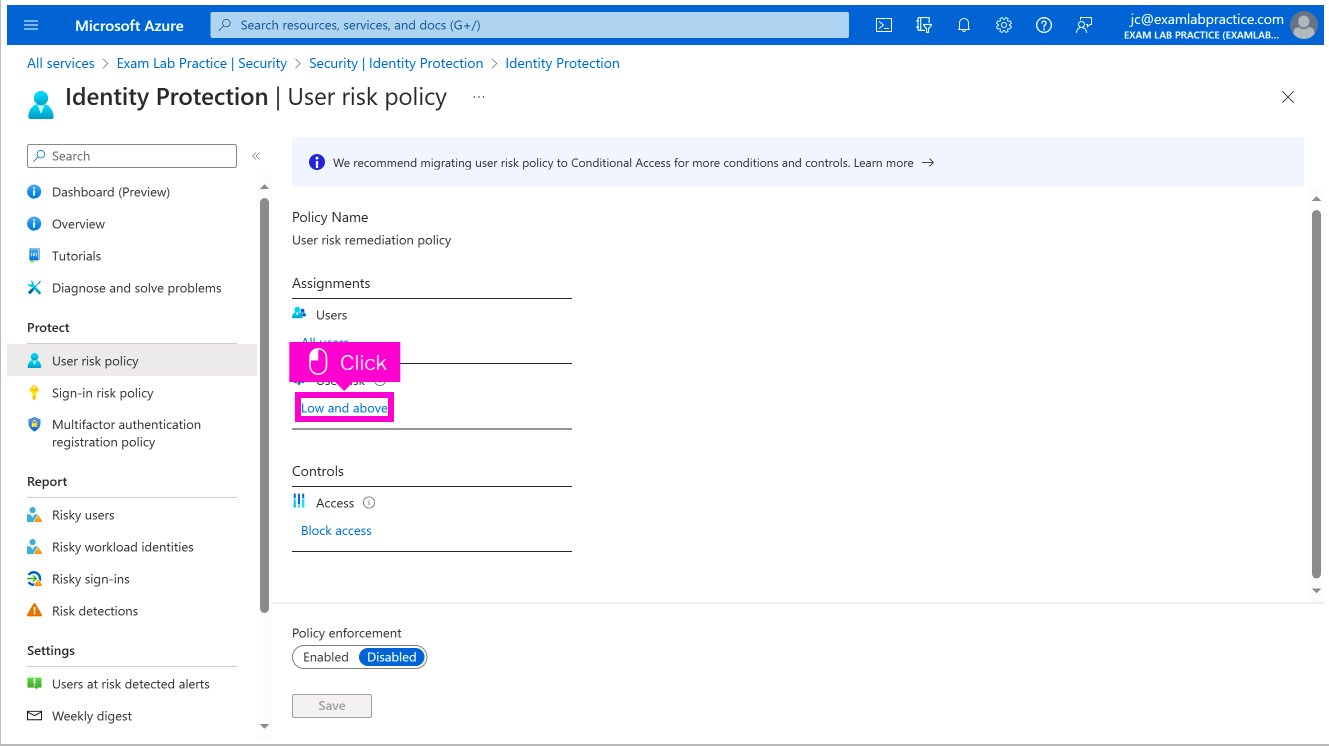 Microsoft Azure
Search resources, services, and docs (G+/)
jc@examlabpractice.com
EXAM LAB PRACTICE (EXAMLAB...
All services > Exam Lab Practice | Security > Security | Identity Protection > Identity Protection
Identity Protection | User risk policy ...
Search
«
We recommend migrating user risk policy to Conditional Access for more conditions and controls. Learn more →
Dashboard (Preview)
Overview
Tutorials
Diagnose and solve problems
Protect
User risk policy
Sign-in risk policy
Multifactor authentication
registration policy
Report
Risky users
Risky workload identities
Risky sign-ins
Risk detections
Settings
Users at risk detected alerts
Weekly digest
Policy Name
User risk remediation policy
Assignments
Users
All users
Click
User risk
Low and above
Controls
Access
Block access
Policy enforcement
Enabled Disabled
Save